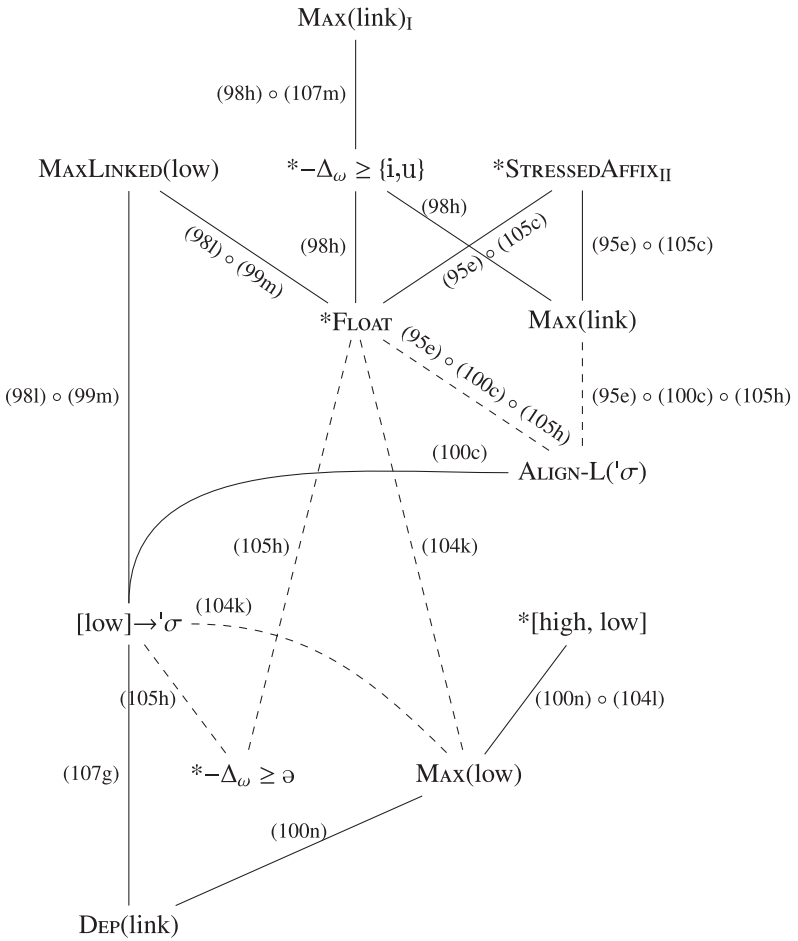 Max(link)I
(98h) ∘ (107m)
MaxLinked(low)
*−Δω ≥ {i,u}
*StressedAffixII
(98h)
(98l) ∘ (99m)
(98h)
(95e) ∘ (105c)
(95e) ∘ (105c)
*Float
Max(link)
(98l) ∘ (99m)
(95e) ∘ (100c) ∘ (105h)
(95e) ∘ (100c) ∘ (105h)
(100c)
Align-L(ˈσ)
(105h)
(104k)
[low]→ˈσ
(104k)
*[high, low]
(105h)
(100n) ∘ (104l)
(107g)
*−Δω ≥ ə
Max(low)
(100n)
Dep(link)